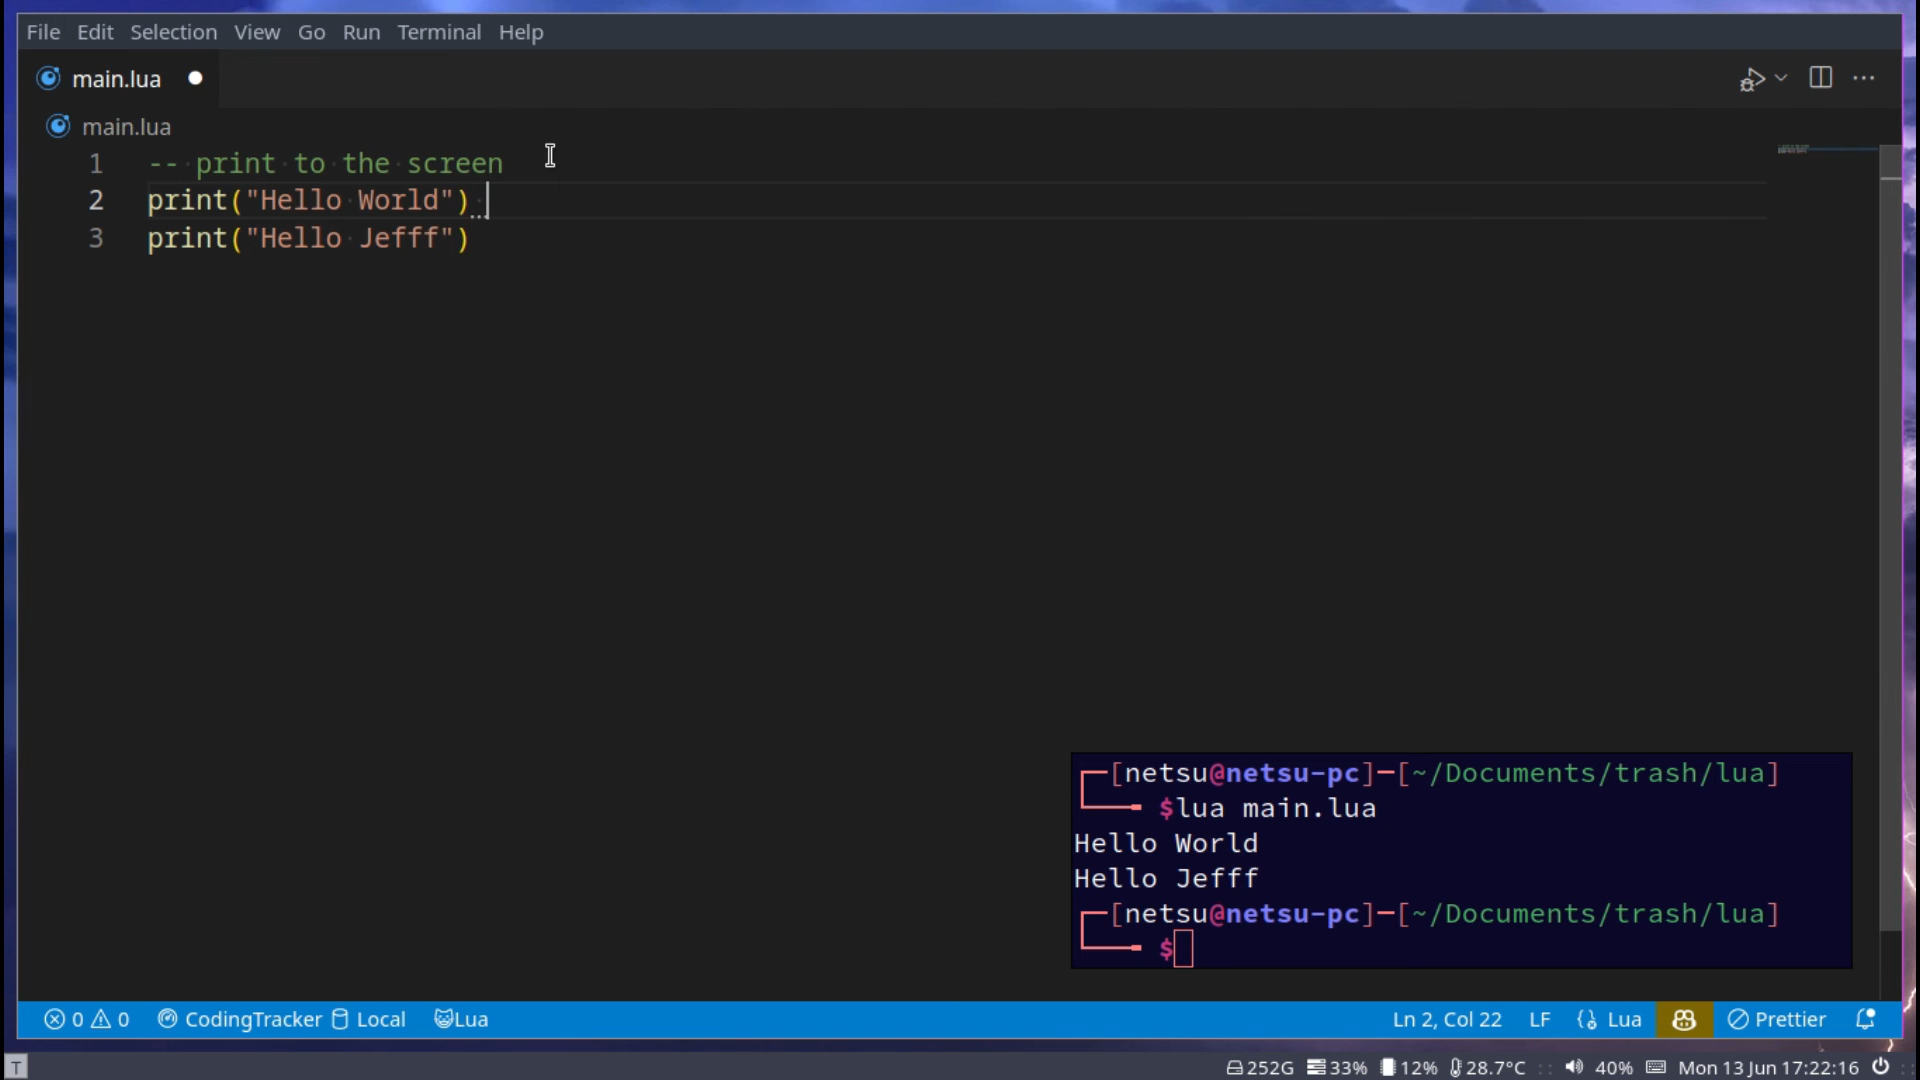 File Edit Selection View Go Run Terminal Help
main.lua
main.lua
1 -- print to the screen
2 print("Hello World")
3 print("Hello Jefff")
┌─[netsu@netsu-pc]─[~/Documents/trash/lua]
└──╼ $lua main.lua
Hello World
Hello Jefff
┌─[netsu@netsu-pc]─[~/Documents/trash/lua]
└──╼ $
0 0 CodingTracker Local Lua Ln 2, Col 22 LF Lua Prettier
T 252G 33% 12% 28.7°C :: 40% Mon 13 Jun 17:22:16